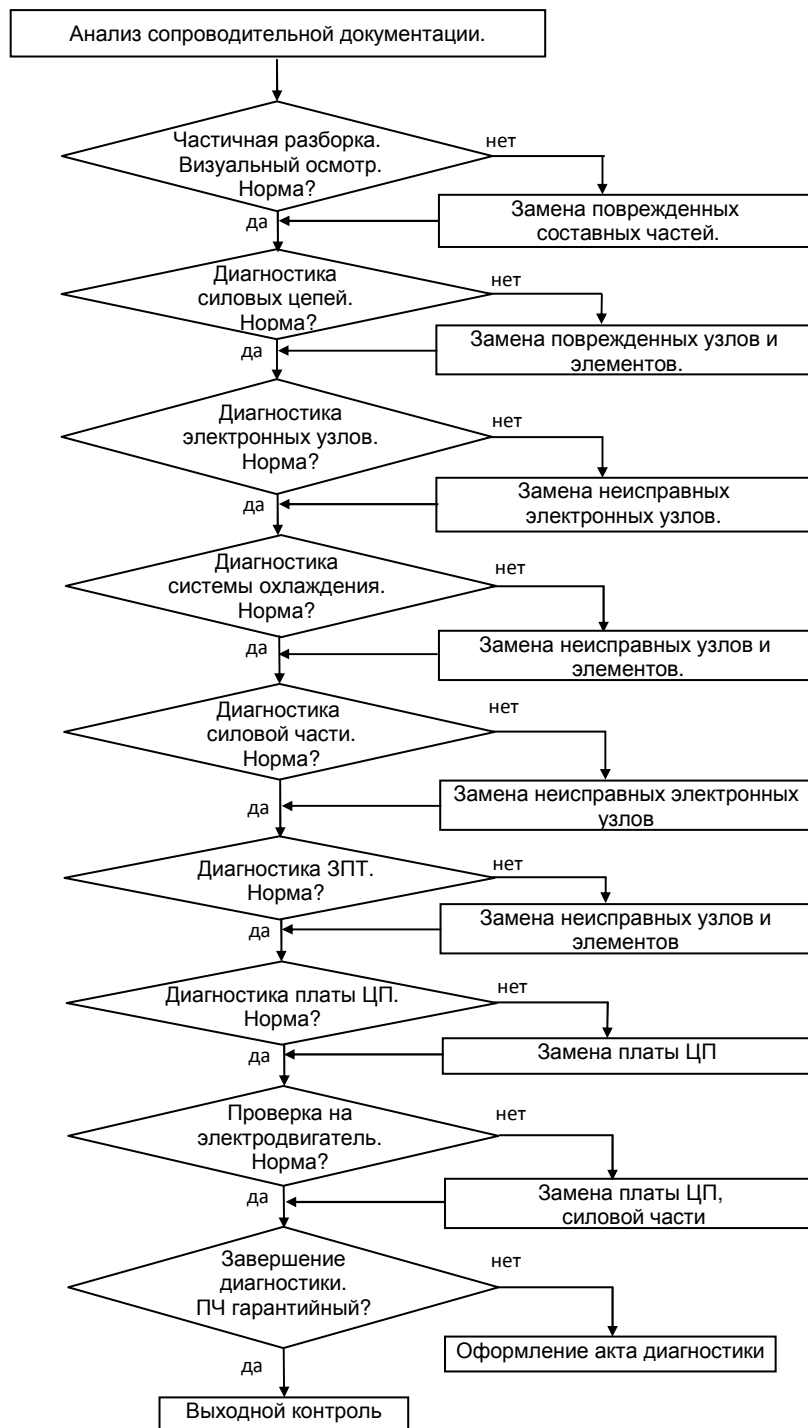 Анализ сопроводительной документации.
Частичная разборка.
Визуальный осмотр.
Норма?
нет
Замена поврежденных
составных частей.
да
Диагностика
силовых цепей.
Норма?
нет
Замена поврежденных узлов и
элементов.
да
Диагностика
электронных узлов.
Норма?
нет
Замена неисправных
электронных узлов.
да
Диагностика
системы охлаждения.
Норма?
нет
Замена неисправных узлов и
элементов.
да
Диагностика
силовой части.
Норма?
нет
Замена неисправных электронных
узлов
да
Диагностика ЗПТ.
Норма?
нет
Замена неисправных узлов и
элементов
да
Диагностика платы ЦП.
Норма?
нет
Замена платы ЦП
да
Проверка на
электродвигатель.
Норма?
нет
Замена платы ЦП,
силовой части
да
Завершение
диагностики.
ПЧ гарантийный?
нет
Оформление акта диагностики
да
Выходной контроль